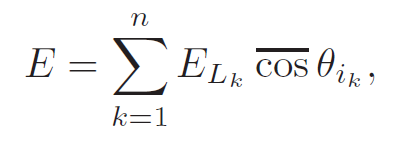 E = \sum_{k=1}^{n} E_{L_k} \overline{\cos} \theta_{i_k},